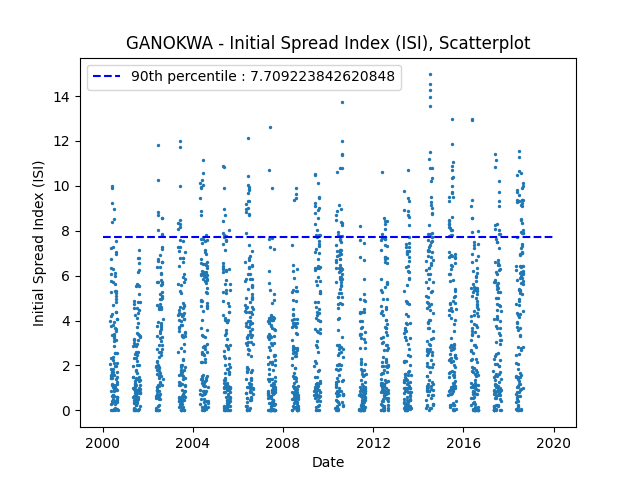 GANOKWA - Initial Spread Index (ISI), Scatterplot
90th percentile : 7.709223842620848
14
12
10
8
6
4
2
0
Initial Spread Index (ISI)
2000 2004 2008 2012 2016 2020
Date